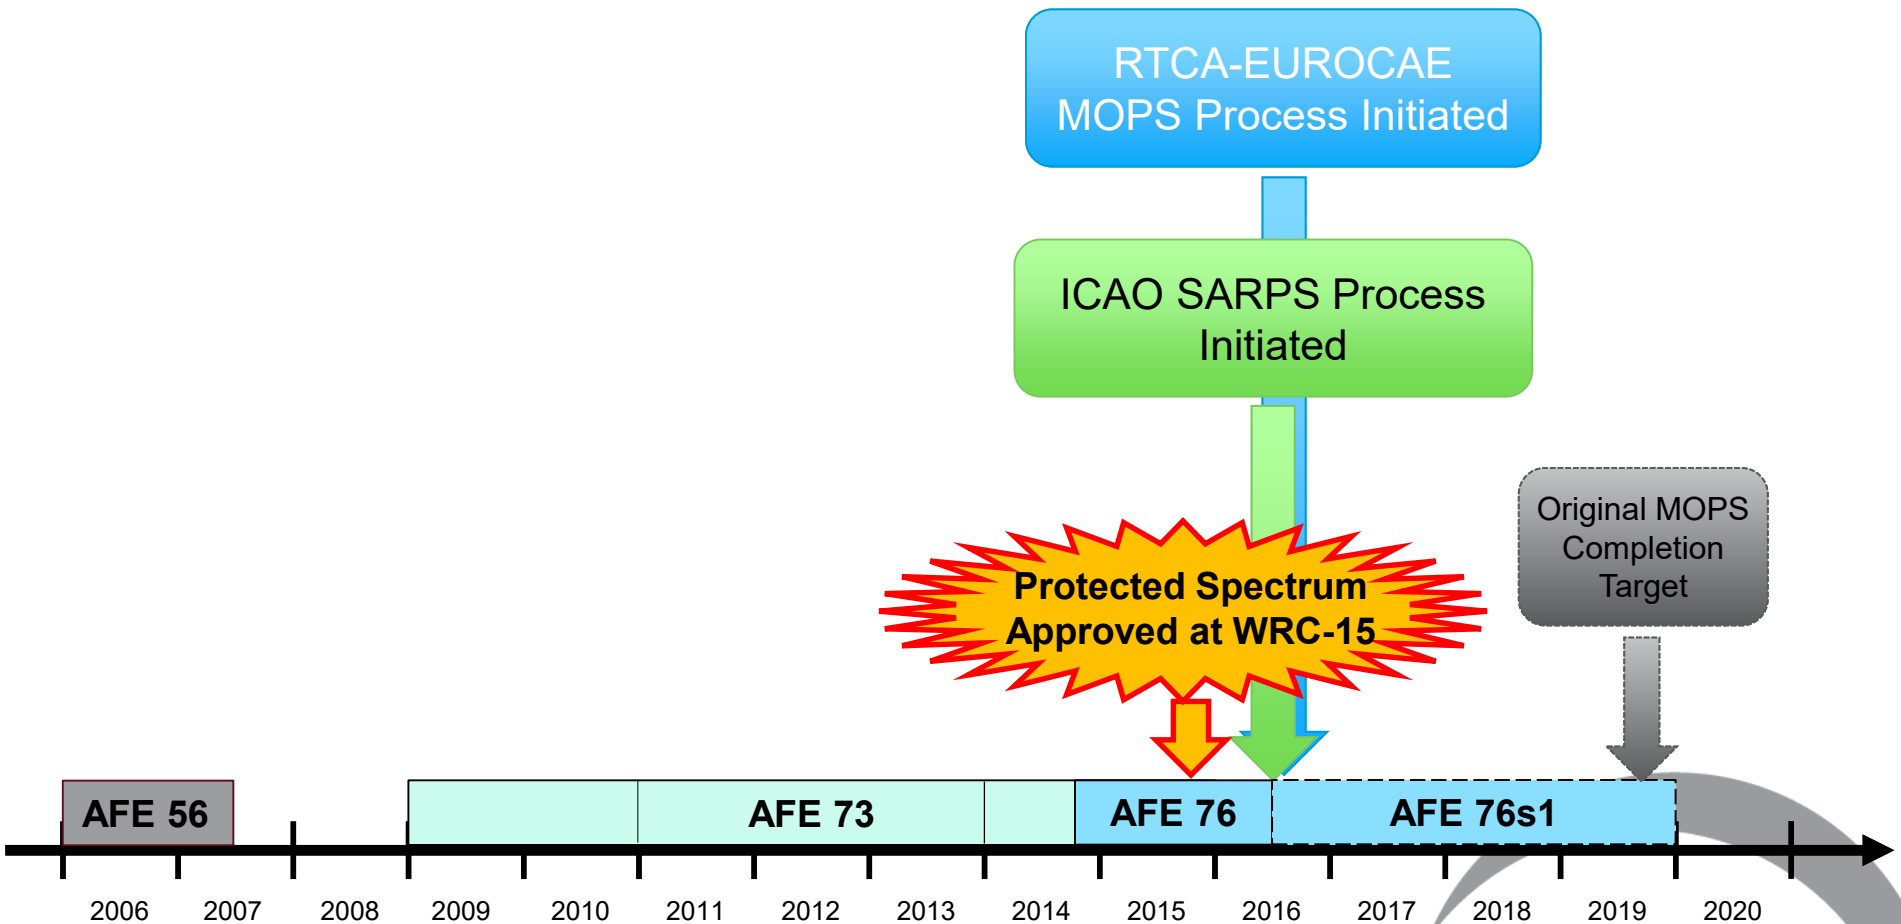 RTCA-EUROCAE
MOPS Process Initiated
ICAO SARPS Process
Initiated
Original MOPS
Completion
Target
Protected Spectrum
Approved at WRC-15
AFE 56
AFE 73
AFE 76
AFE 76s1
2006
2007
2008
2009
2010
2011
2012
2013
2014
2015
2016
2017
2018
2019
2020